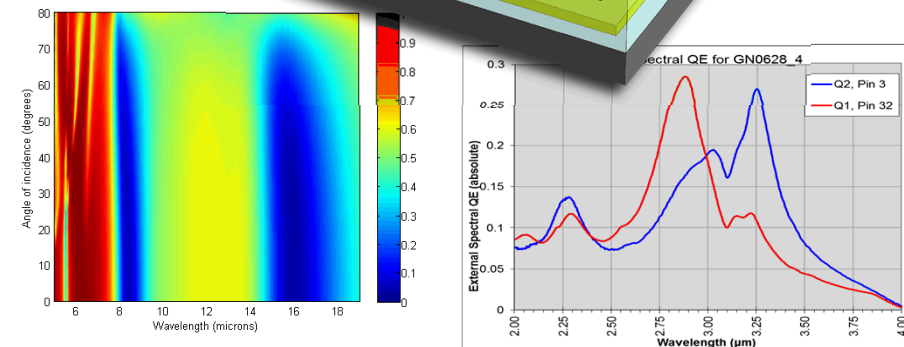 80
70
60
50
40
30
20
10
0
Angle of incidence (degrees)
6 8 10 12 14 16 18
Wavelength (microns)
0.9
0.8
0.7
0.6
0.5
0.4
0.3
0.2
0.1
0
ectral QE for GN0628_4
0.3
0.25
0.2
0.15
0.1
0.05
0
External Spectral QE (absolute)
Q2, Pin 3
Q1, Pin 32
2.00 2.25 2.50 2.75 3.00 3.25 3.50 3.75 4.00
Wavelength (µm)